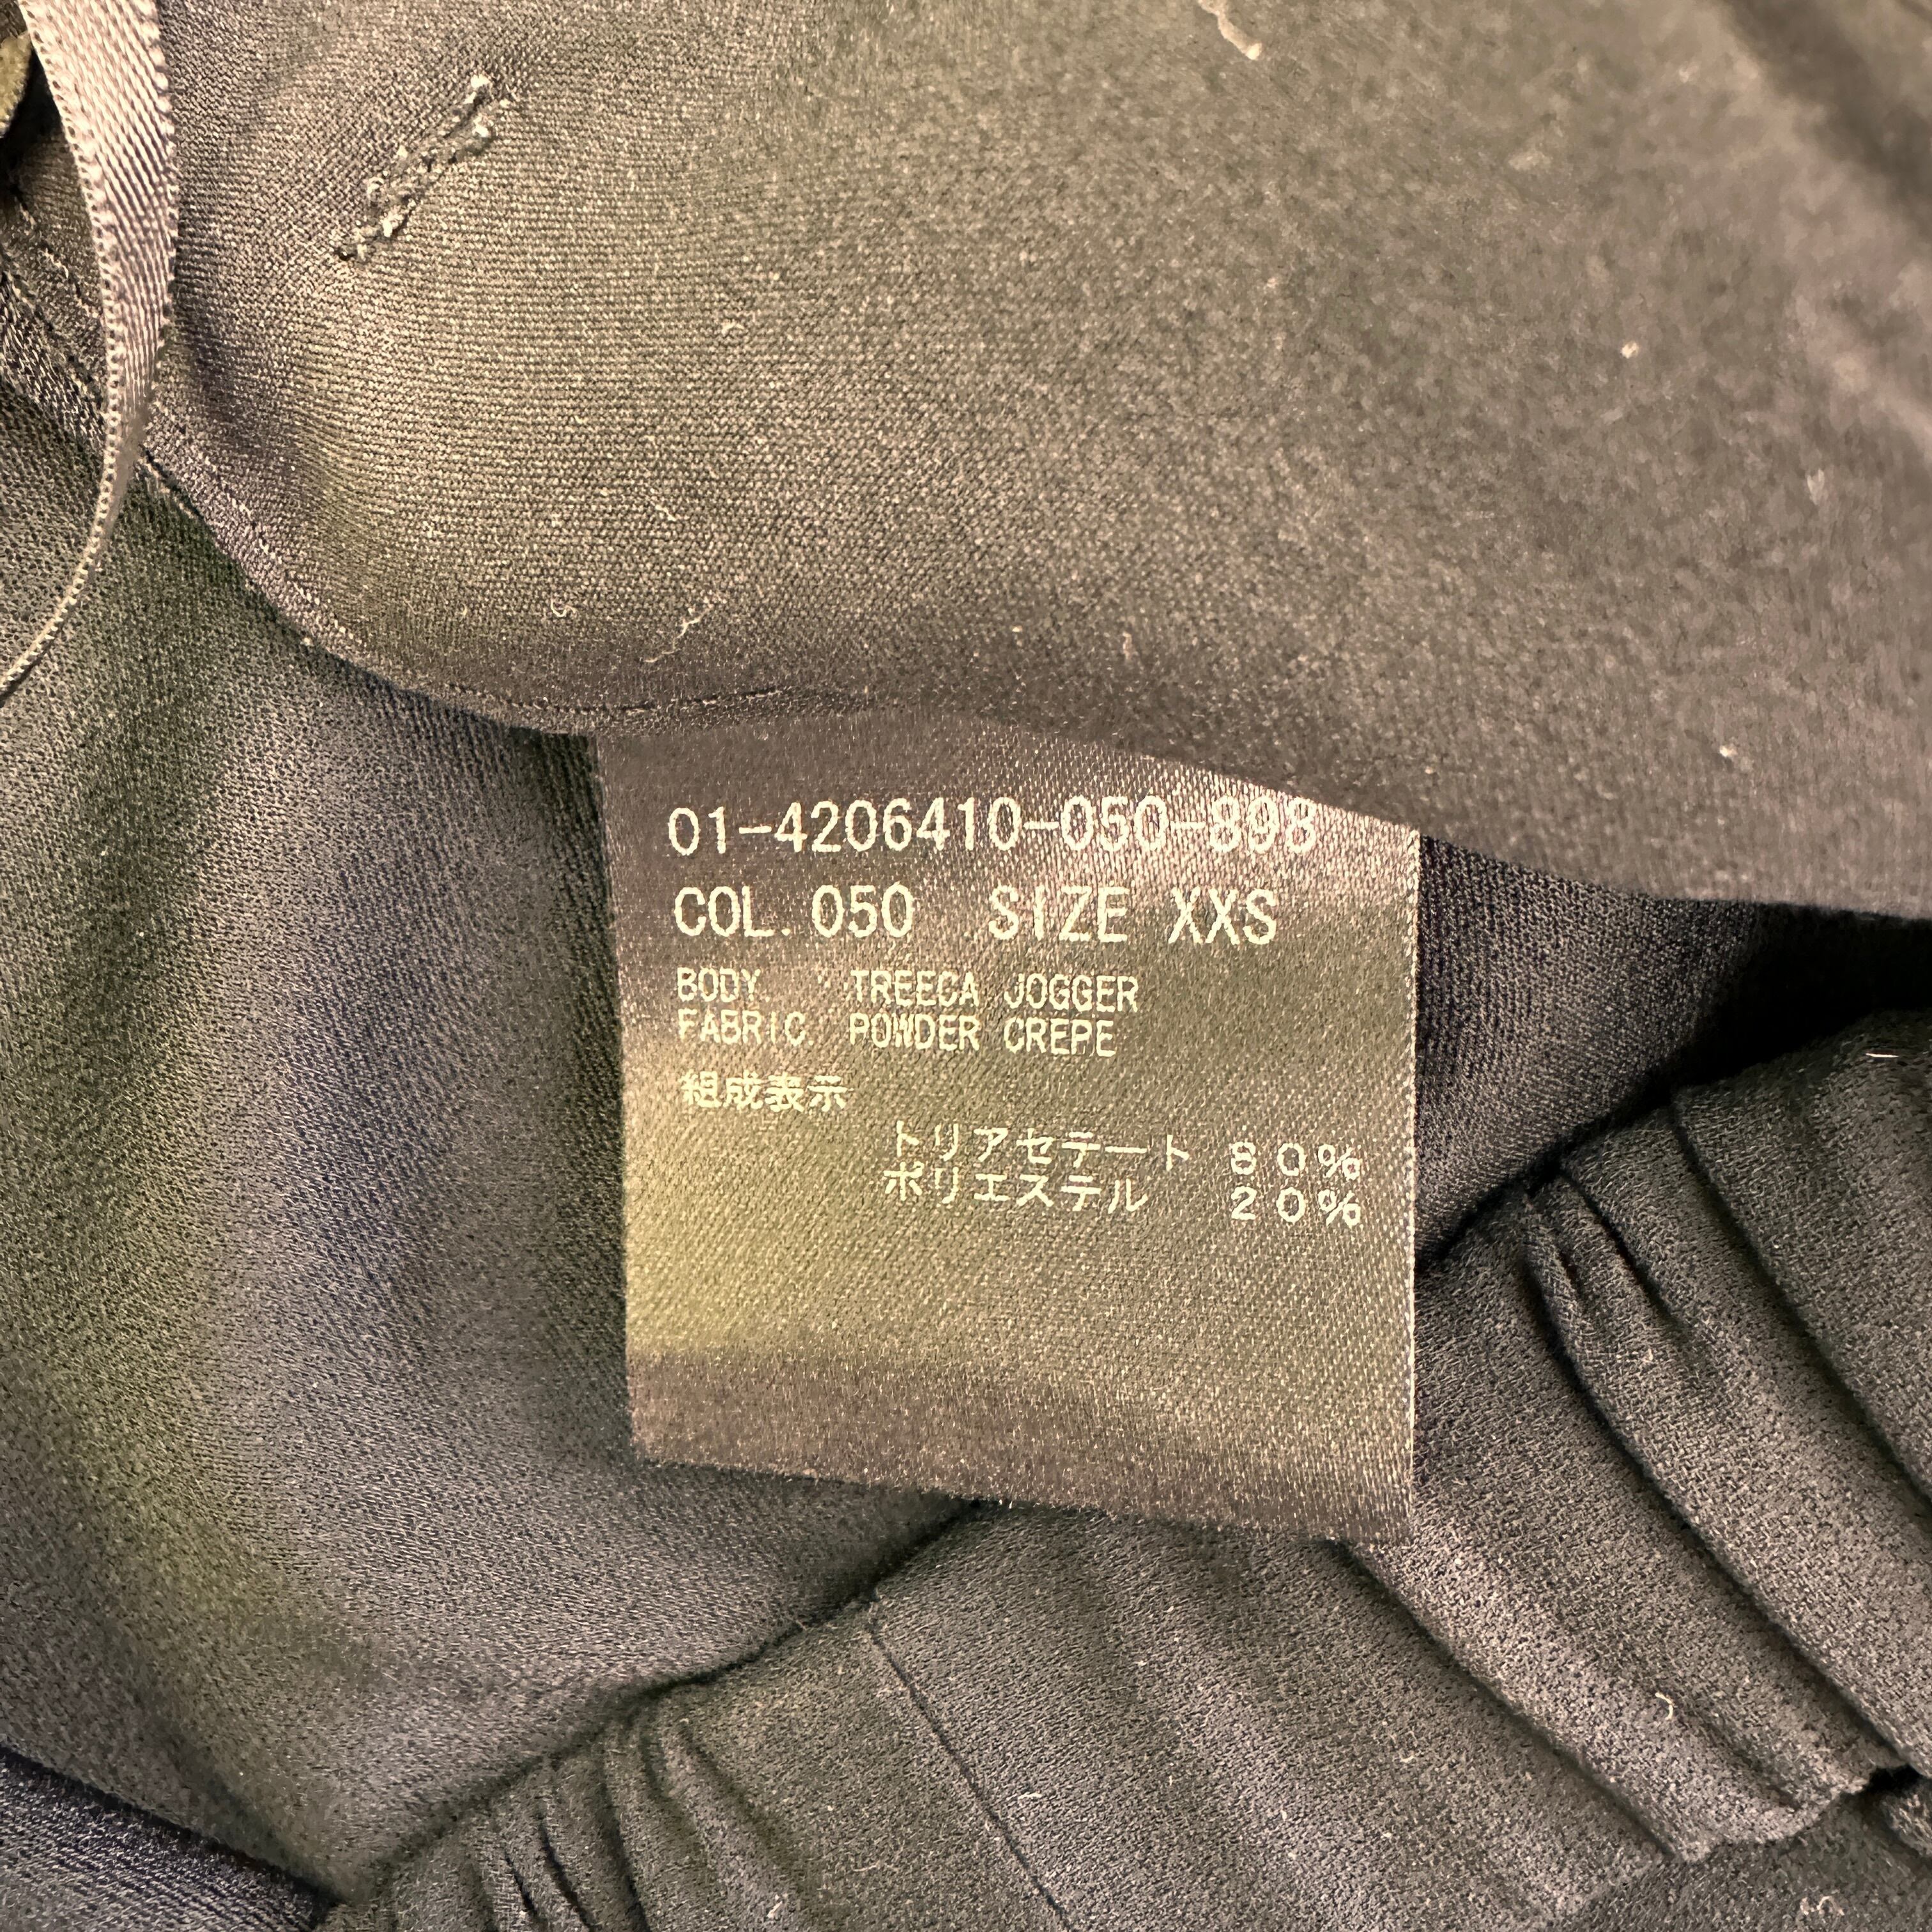 01-4206410-050-898
COL. 050 SIZE XXS
BODY. TREECA JOGGER
FABRIC POWDER CREPE
組成表示
トリアセテート 80%
ポリエステル 20%